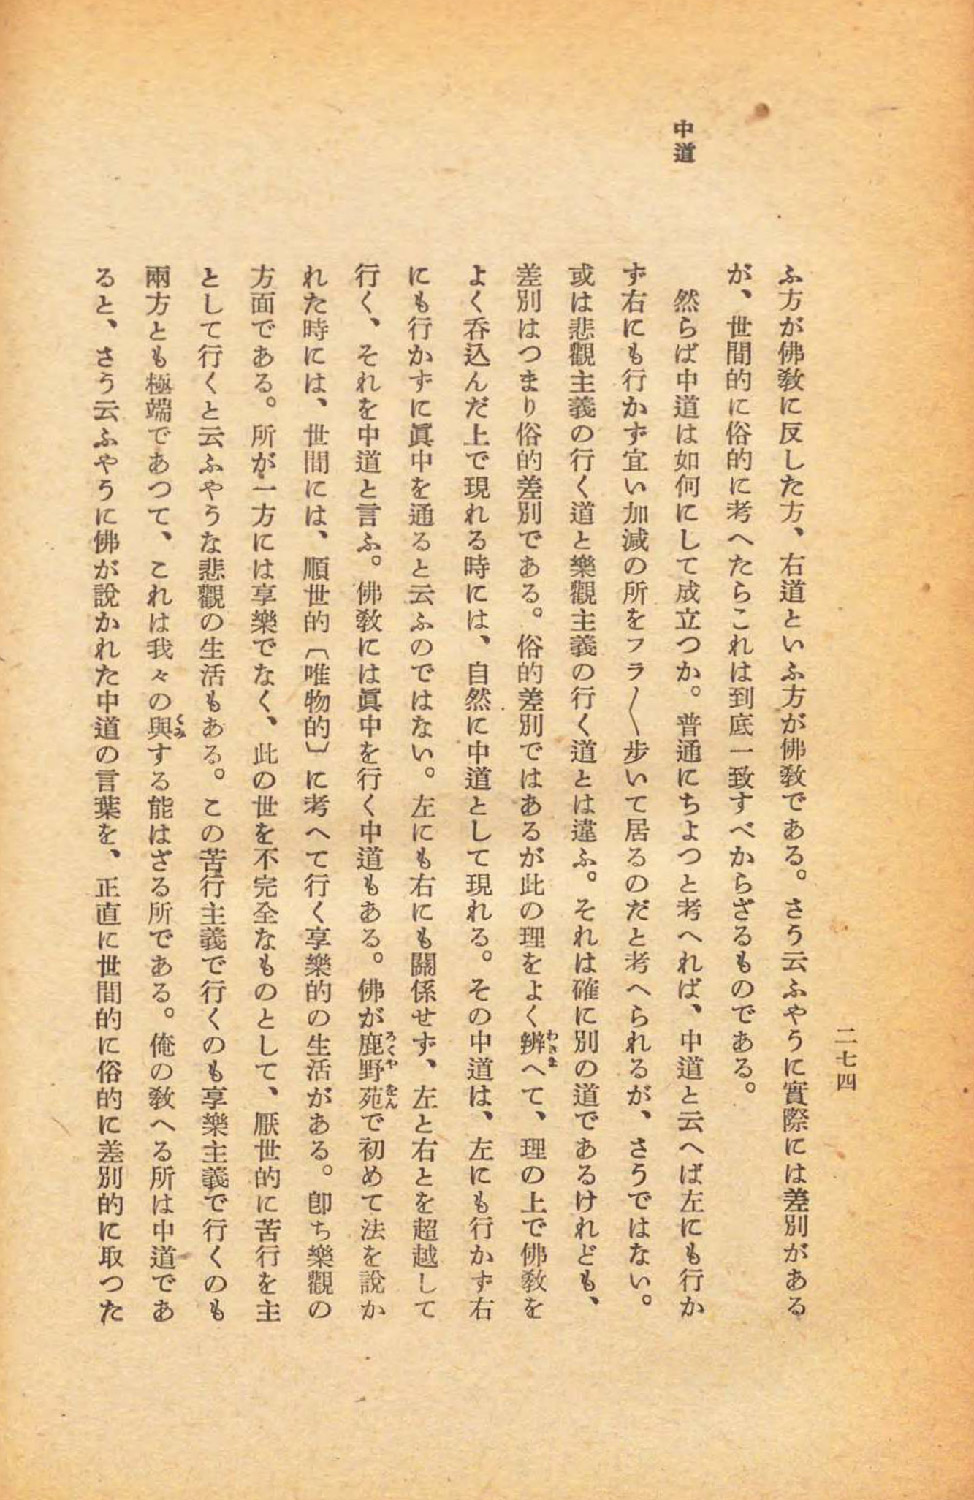 二七四
中道
ふ方が佛敎に反した方、右道といふ方が佛敎である。さう云ふやうに實際には差別がある
が、世間的に俗的に考へたらこれは到底一致すべからざるものである。
然らば中道は如何にして成立つか。普通にちよつと考へれば、中道と云へば左にも行か
ず右にも行かず宜い加減の所をフラ〳〵步いて居るのだと考へられるが、さうではない。
或は悲觀主義の行く道と樂觀主義の行く道とは違ふ。それは確に別の道であるけれども、
差別はつまり俗的差別である。俗的差別ではあるが此の理をよく辨へて、理の上で佛敎を
よく呑込んだ上で現れる時には、自然に中道として現れる。その中道は、左にも行かず右
にも行かずに眞中を通ると云ふのではない。左にも右にも關係せず、左と右とを超越して
行く、それを中道と言ふ。佛敎には眞中を行く中道もある。佛が鹿野苑で初めて法を說か
れた時には、世間には、順世的〔唯物的〕に考へて行く享樂的の生活がある。卽ち樂觀の
方面である。所が一方には享樂でなく、此の世を不完全なものとして、厭世的に苦行を主
として行くと云ふやうな悲觀の生活もある。この苦行主義で行くのも享樂主義で行くのも
兩方とも極端であつて、これは我々の與する能はざる所である。俺の敎へる所は中道であ
ると、さう云ふやうに佛が說かれた中道の言葉を、正直に世間的に俗的に差別的に取つた